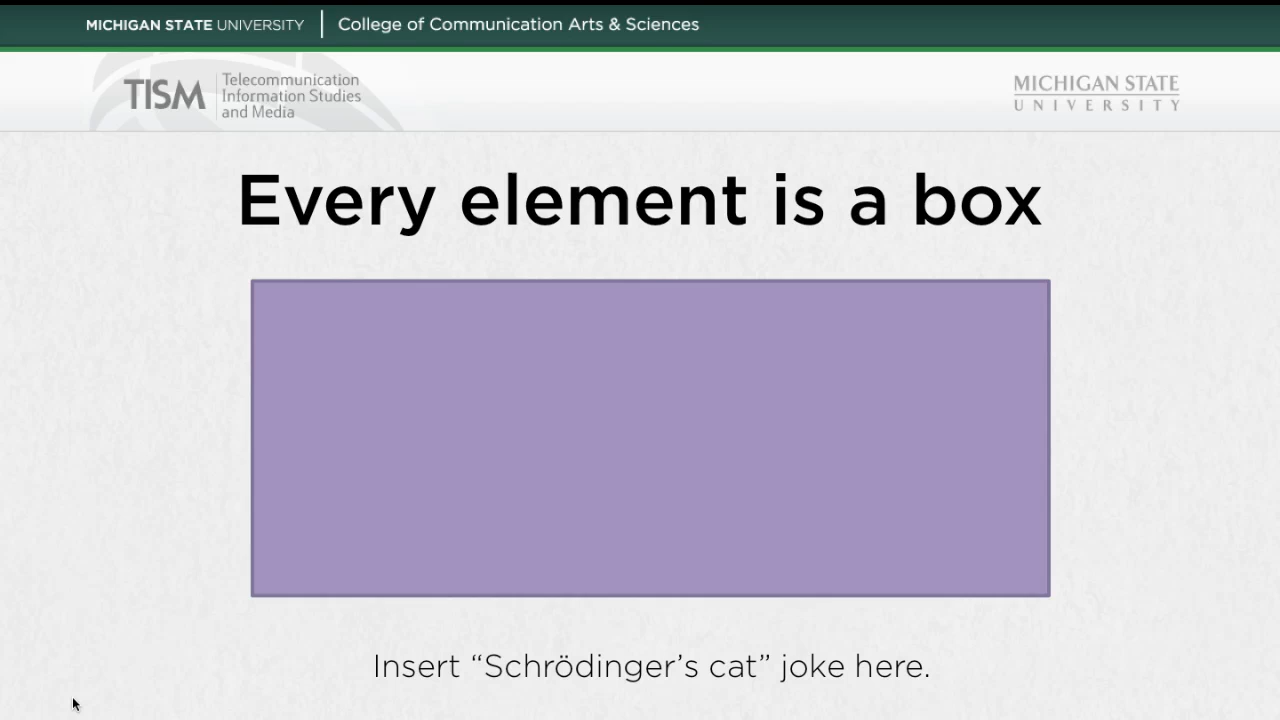 MICHIGAN STATE UNIVERSITY
College of Communication Arts & Sciences
TISM
Telecommunication
Information Studies
and Media
MICHIGAN STATE
UNIVERSITY
Every element is a box
Insert “Schrödinger’s cat” joke here.